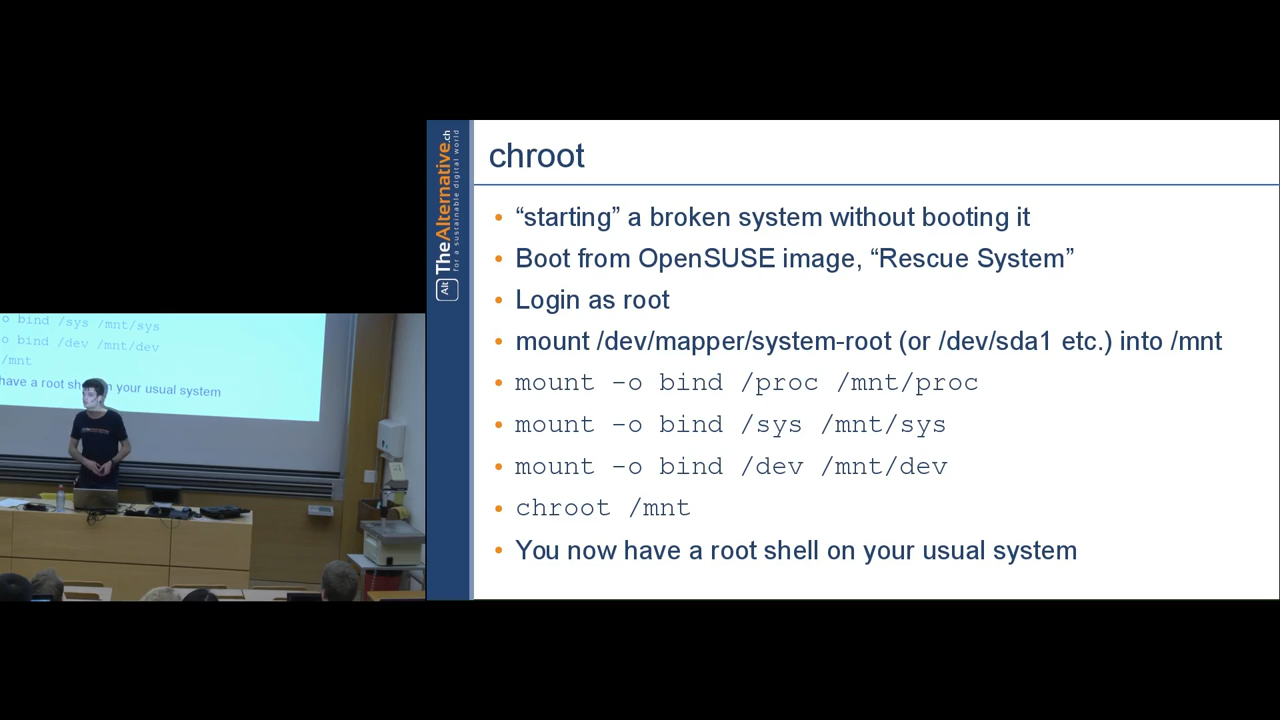 chroot
• “starting” a broken system without booting it
• Boot from OpenSUSE image, “Rescue System”
• Login as root
• mount /dev/mapper/system-root (or /dev/sda1 etc.) into /mnt
• mount -o bind /proc /mnt/proc
• mount -o bind /sys /mnt/sys
• mount -o bind /dev /mnt/dev
• chroot /mnt
• You now have a root shell on your usual system
Alt TheAlternative.ch
for a sustainable digital world
o bind /sys /mnt/sys
o bind /dev /mnt/dev
/mnt
have a root sh on your usual system